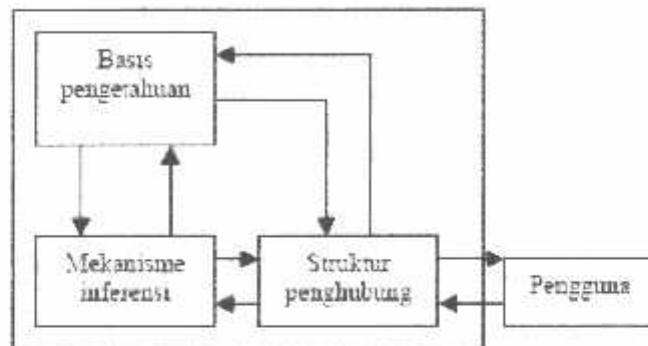 Basis
pengetahuan
Mekanisme
inferensi
Struktur
penghubung
Pengguna